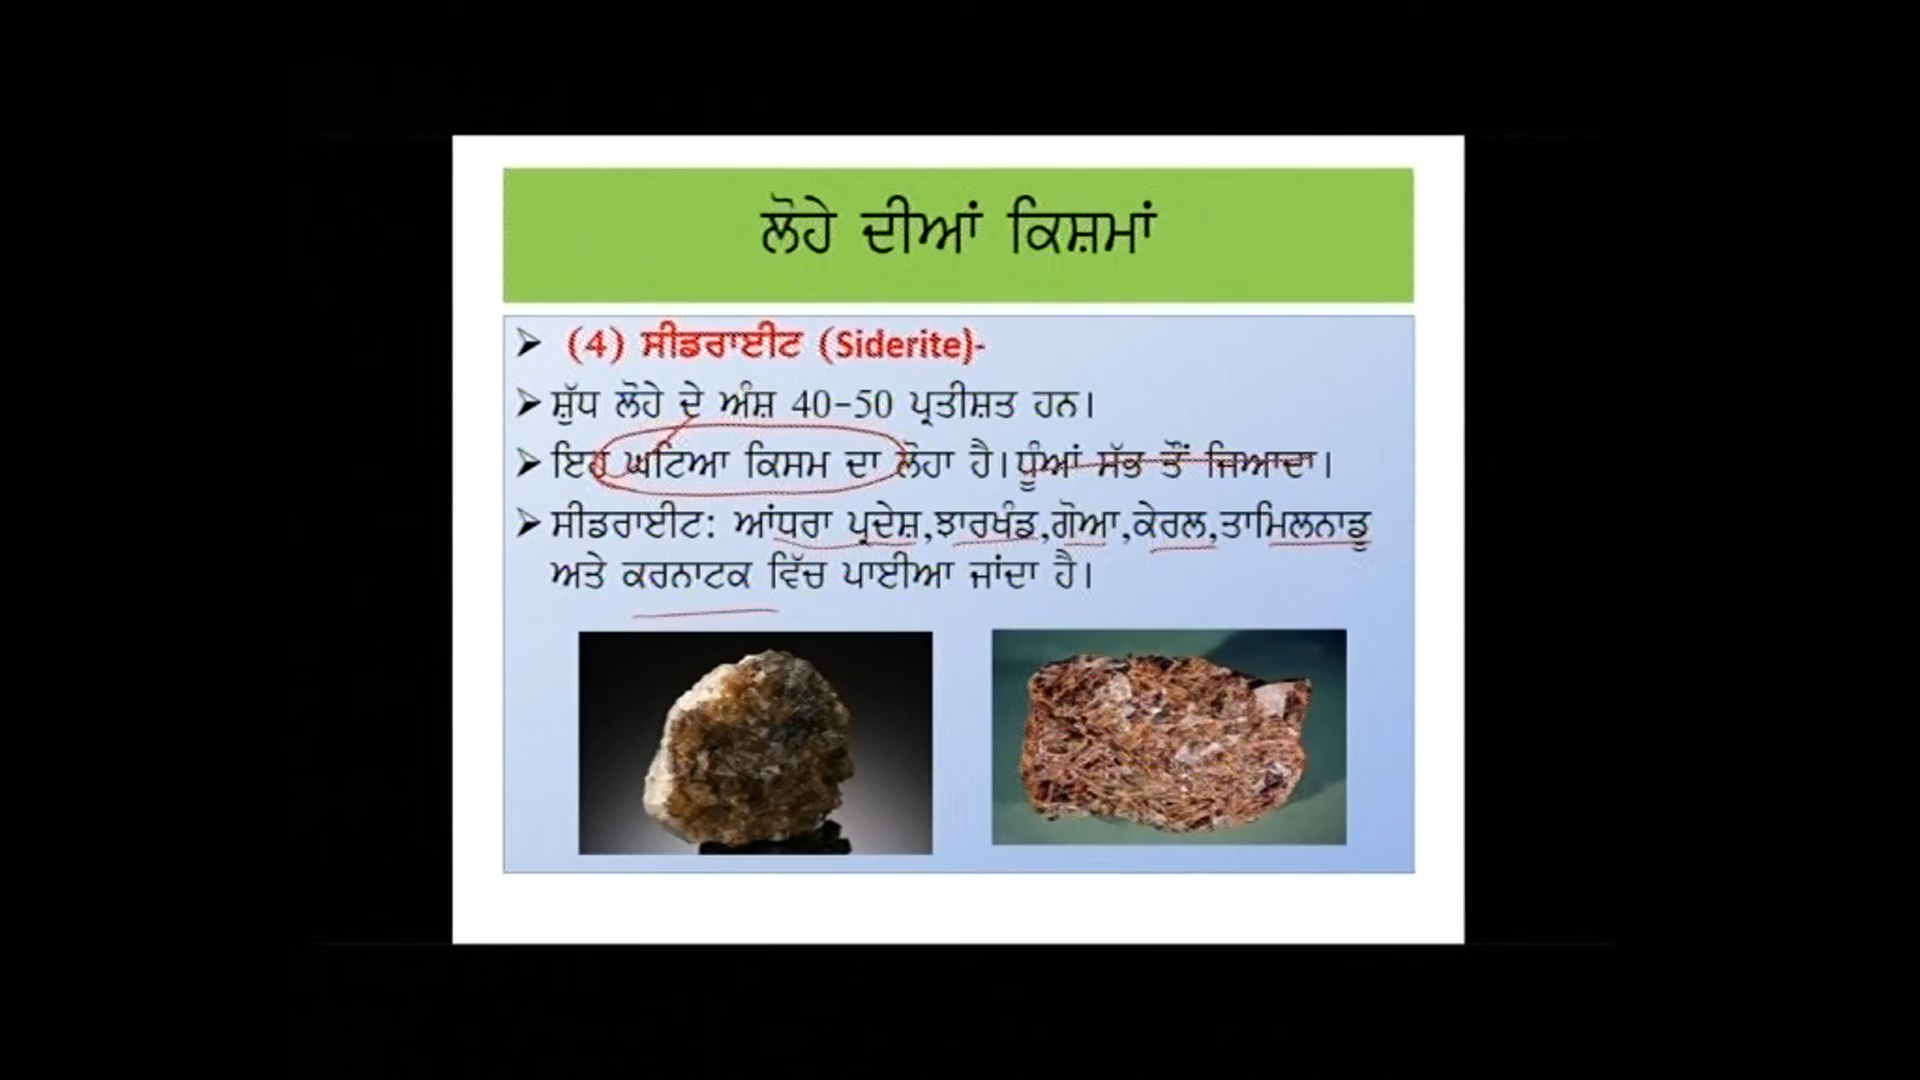 ਲੋਹੇ ਦੀਆਂ ਕਿਸ਼ਮਾਂ
➤ (4) ਸੀਡਰਾਈਟ (Siderite)-
➤ ਸ਼ੁੱਧ ਲੋਹੇ ਦੇ ਅੰਸ਼ 40-50 ਪ੍ਰਤੀਸ਼ਤ ਹਨ।
➤ ਇਹ ਘਟਿਆ ਕਿਸਮ ਦਾ ਲੋਹਾ ਹੈ। ਧੂੰਆਂ ਸੱਭ ਤੋਂ ਜਿਆਦਾ।
➤ ਸੀਡਰਾਈਟ: ਆਂਧਰਾ ਪ੍ਰਦੇਸ਼,ਝਾਰਖੰਡ,ਗੋਆ,ਕੇਰਲ,ਤਾਮਿਲਨਾਡੂ
ਅਤੇ ਕਰਨਾਟਕ ਵਿੱਚ ਪਾਈਆ ਜਾਂਦਾ ਹੈ।